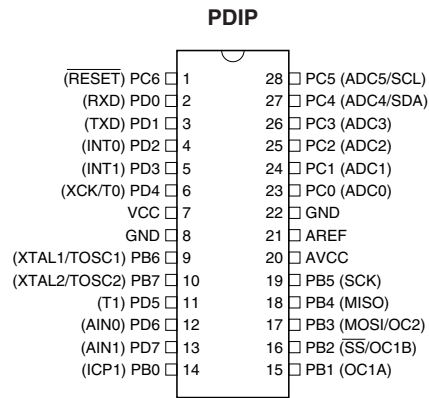 PDIP
(RESET) PC6 1 28 PC5 (ADC5/SCL)
(RXD) PD0 2 27 PC4 (ADC4/SDA)
(TXD) PD1 3 26 PC3 (ADC3)
(INT0) PD2 4 25 PC2 (ADC2)
(INT1) PD3 5 24 PC1 (ADC1)
(XCK/T0) PD4 6 23 PC0 (ADC0)
VCC 7 22 GND
GND 8 21 AREF
(XTAL1/TOSC1) PB6 9 20 AVCC
(XTAL2/TOSC2) PB7 10 19 PB5 (SCK)
(T1) PD5 11 18 PB4 (MISO)
(AIN0) PD6 12 17 PB3 (MOSI/OC2)
(AIN1) PD7 13 16 PB2 (SS/OC1B)
(ICP1) PB0 14 15 PB1 (OC1A)